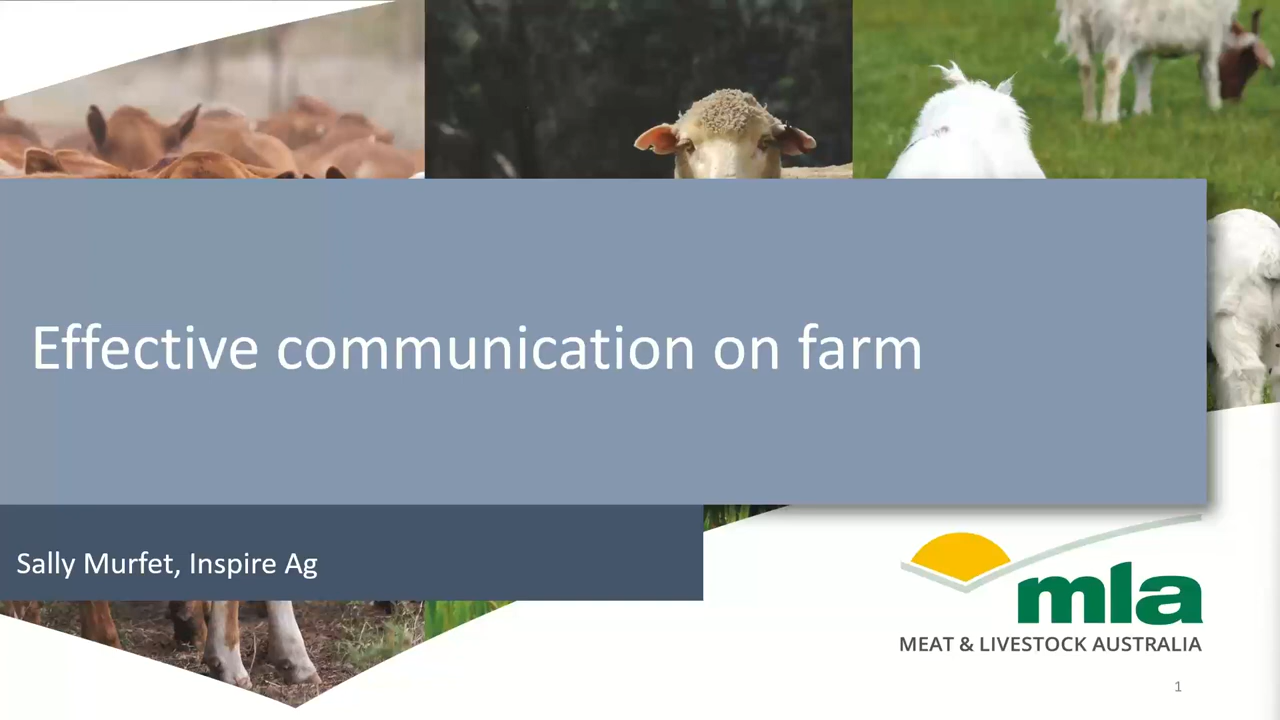 Effective communication on farm
Sally Murfet, Inspire Ag
mla
MEAT & LIVESTOCK AUSTRALIA
1